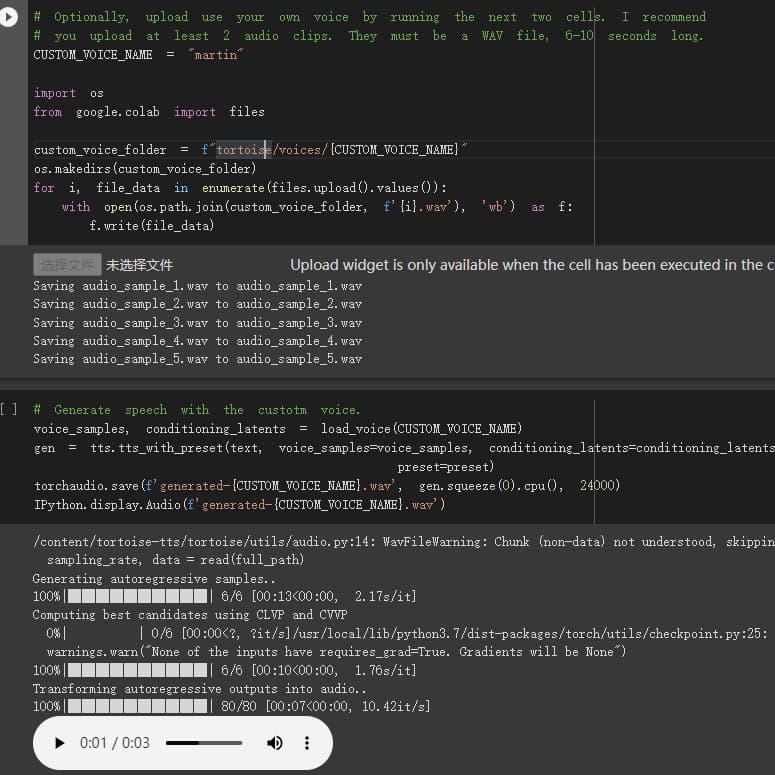 # Optionally, upload use your own voice by running the next two cells. I recommend
# you upload at least 2 audio clips. They must be a WAV file, 6-10 seconds long.
CUSTOM_VOICE_NAME = "martin"
import os
from google.colab import files
custom_voice_folder = f"tortoise/voices/{CUSTOM_VOICE_NAME}"
os.makedirs(custom_voice_folder)
for i, file_data in enumerate(files.upload().values()):
with open(os.path.join(custom_voice_folder, f'{i}.wav'), 'wb') as f:
f.write(file_data)
选择文件 未选择文件 Upload widget is only available when the cell has been executed in the c
Saving audio_sample_1.wav to audio_sample_1.wav
Saving audio_sample_2.wav to audio_sample_2.wav
Saving audio_sample_3.wav to audio_sample_3.wav
Saving audio_sample_4.wav to audio_sample_4.wav
Saving audio_sample_5.wav to audio_sample_5.wav
[ ] # Generate speech with the custotm voice.
voice_samples, conditioning_latents = load_voice(CUSTOM_VOICE_NAME)
gen = tts.tts_with_preset(text, voice_samples=voice_samples, conditioning_latents=conditioning_latents
preset=preset)
torchaudio.save(f'generated-{CUSTOM_VOICE_NAME}.wav', gen.squeeze(0).cpu(), 24000)
IPython.display.Audio(f'generated-{CUSTOM_VOICE_NAME}.wav')
/content/tortoise-tts/tortoise/utils/audio.py:14: WavFileWarning: Chunk (non-data) not understood, skippin
sampling_rate, data = read(full_path)
Generating autoregressive samples..
100%|██████████| 6/6 [00:13<00:00, 2.17s/it]
Computing best candidates using CLVP and CVVP
0%| | 0/6 [00:00<?, ?it/s]/usr/local/lib/python3.7/dist-packages/torch/utils/checkpoint.py:25:
warnings.warn("None of the inputs have requires_grad=True. Gradients will be None")
100%|██████████| 6/6 [00:10<00:00, 1.76s/it]
Transforming autoregressive outputs into audio..
100%|██████████| 80/80 [00:07<00:00, 10.42it/s]
0:01 / 0:03